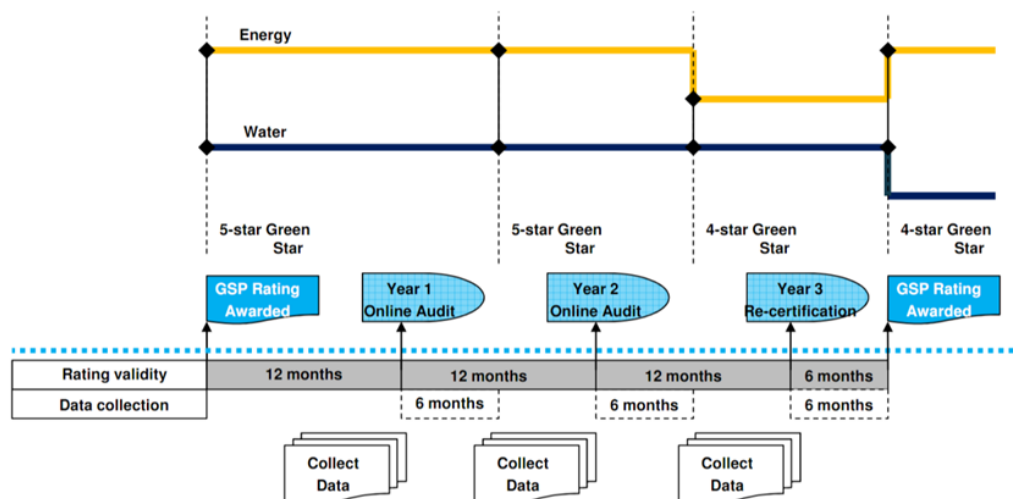 Energy
Water
5-star Green
Star
5-star Green
Star
4-star Green
Star
4-star Green
Star
GSP Rating
Awarded
Year 1
Online Audit
Year 2
Online Audit
Year 3
Re-certification
GSP Rating
Awarded
Rating validity
12 months
12 months
12 months
6 months
Data collection
6 months
6 months
6 months
Collect
Data
Collect
Data
Collect
Data